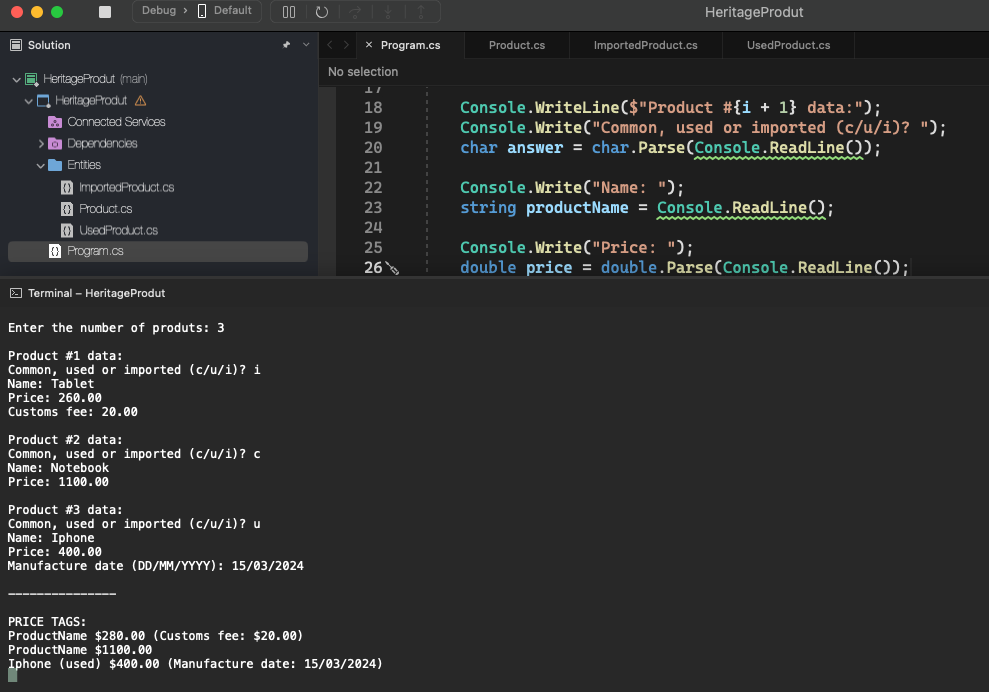 Debug > Default
HeritageProdut
Solution
Program.cs
Product.cs
ImportedProduct.cs
UsedProduct.cs
No selection
HeritageProdut (main)
HeritageProdut
Connected Services
Dependencies
Entities
ImportedProduct.cs
Product.cs
UsedProduct.cs
Program.cs
17
18 Console.WriteLine($"Product #{i + 1} data:");
19 Console.Write("Common, used or imported (c/u/i)? ");
20 char answer = char.Parse(Console.ReadLine());
21
22 Console.Write("Name: ");
23 string productName = Console.ReadLine();
24
25 Console.Write("Price: ");
26 double price = double.Parse(Console.ReadLine());
Terminal – HeritageProdut
Enter the number of produts: 3
Product #1 data:
Common, used or imported (c/u/i)? i
Name: Tablet
Price: 260.00
Customs fee: 20.00
Product #2 data:
Common, used or imported (c/u/i)? c
Name: Notebook
Price: 1100.00
Product #3 data:
Common, used or imported (c/u/i)? u
Name: Iphone
Price: 400.00
Manufacture date (DD/MM/YYYY): 15/03/2024
---------------
PRICE TAGS:
ProductName $280.00 (Customs fee: $20.00)
ProductName $1100.00
Iphone (used) $400.00 (Manufacture date: 15/03/2024)